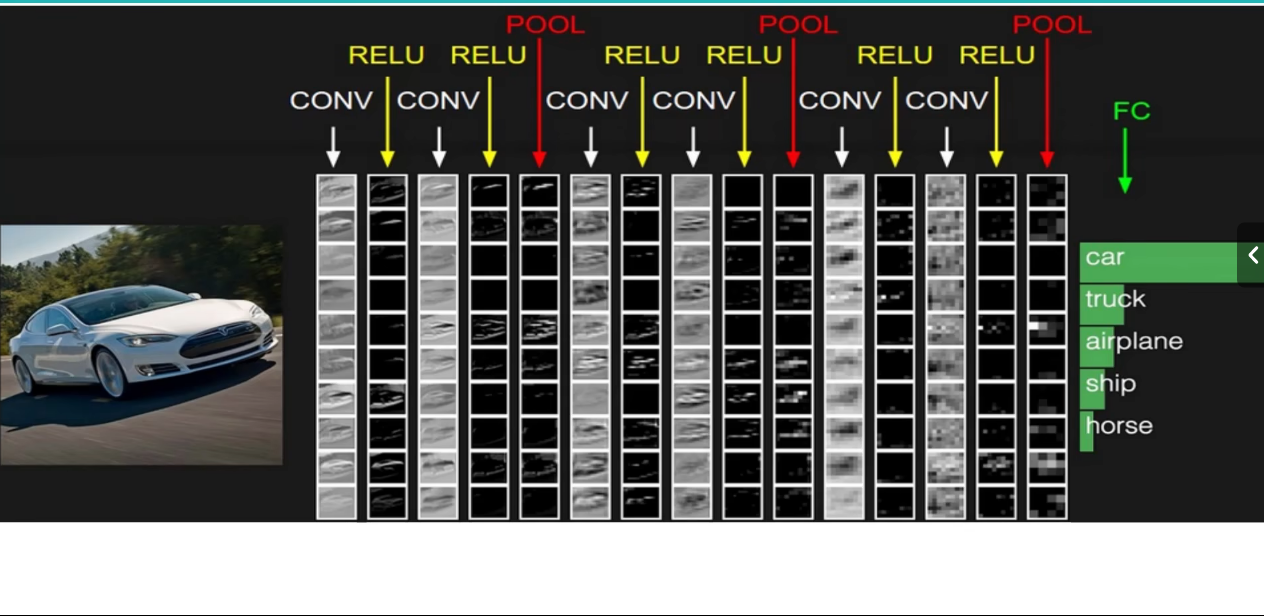 POOL POOL POOL
RELU RELU RELU RELU RELU RELU
CONV CONV CONV CONV CONV CONV
FC
car
truck
airplane
ship
horse